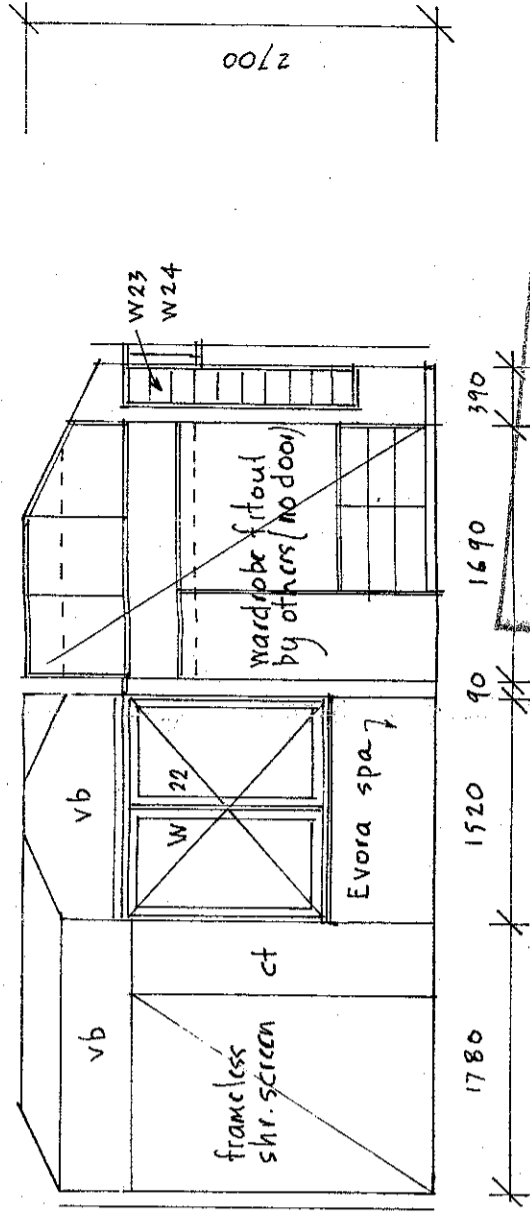 vb
vb
W 22
frameless
shr. screen
ct
Evora spa
wardrobe fitout
by others (no door)
W23
W24
2700
1780
1520
90
1690
390